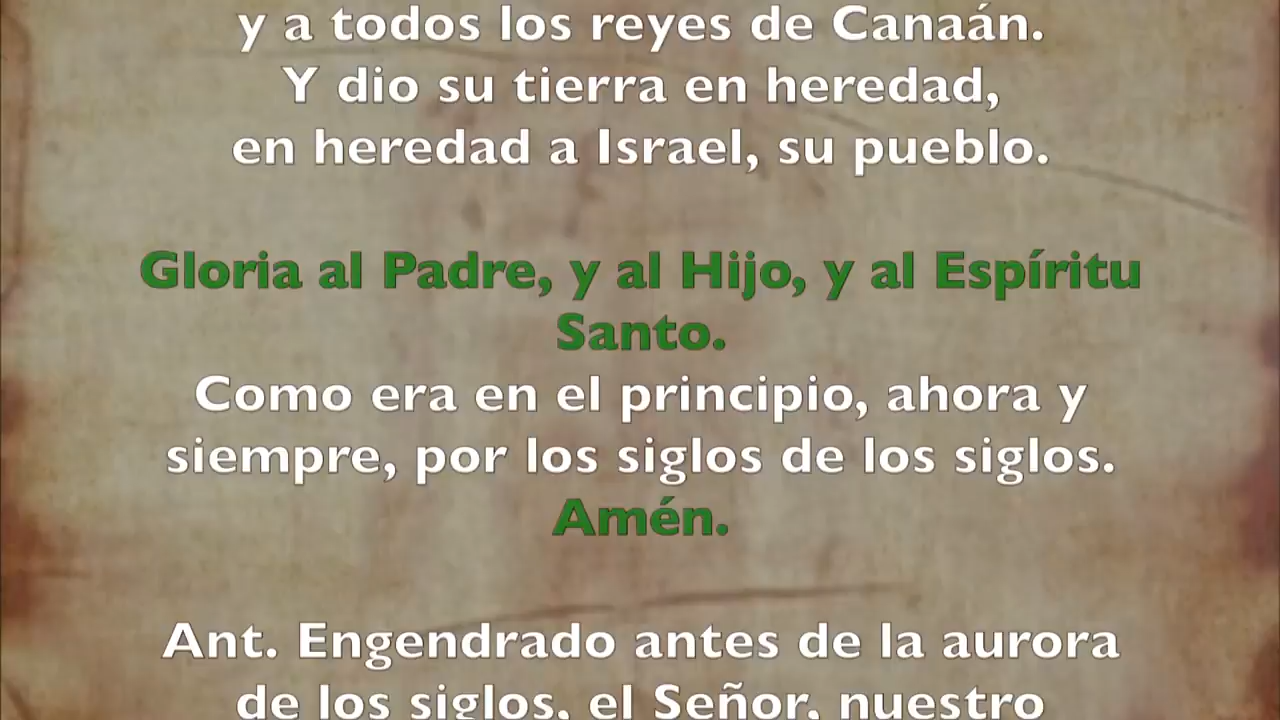 y a todos los reyes de Canaán.
Y dio su tierra en heredad,
en heredad a Israel, su pueblo.
Gloria al Padre, y al Hijo, y al Espíritu
Santo.
Como era en el principio, ahora y
siempre, por los siglos de los siglos.
Amén.
Ant. Engendrado antes de la aurora
de los siglos, el Señor, nuestro